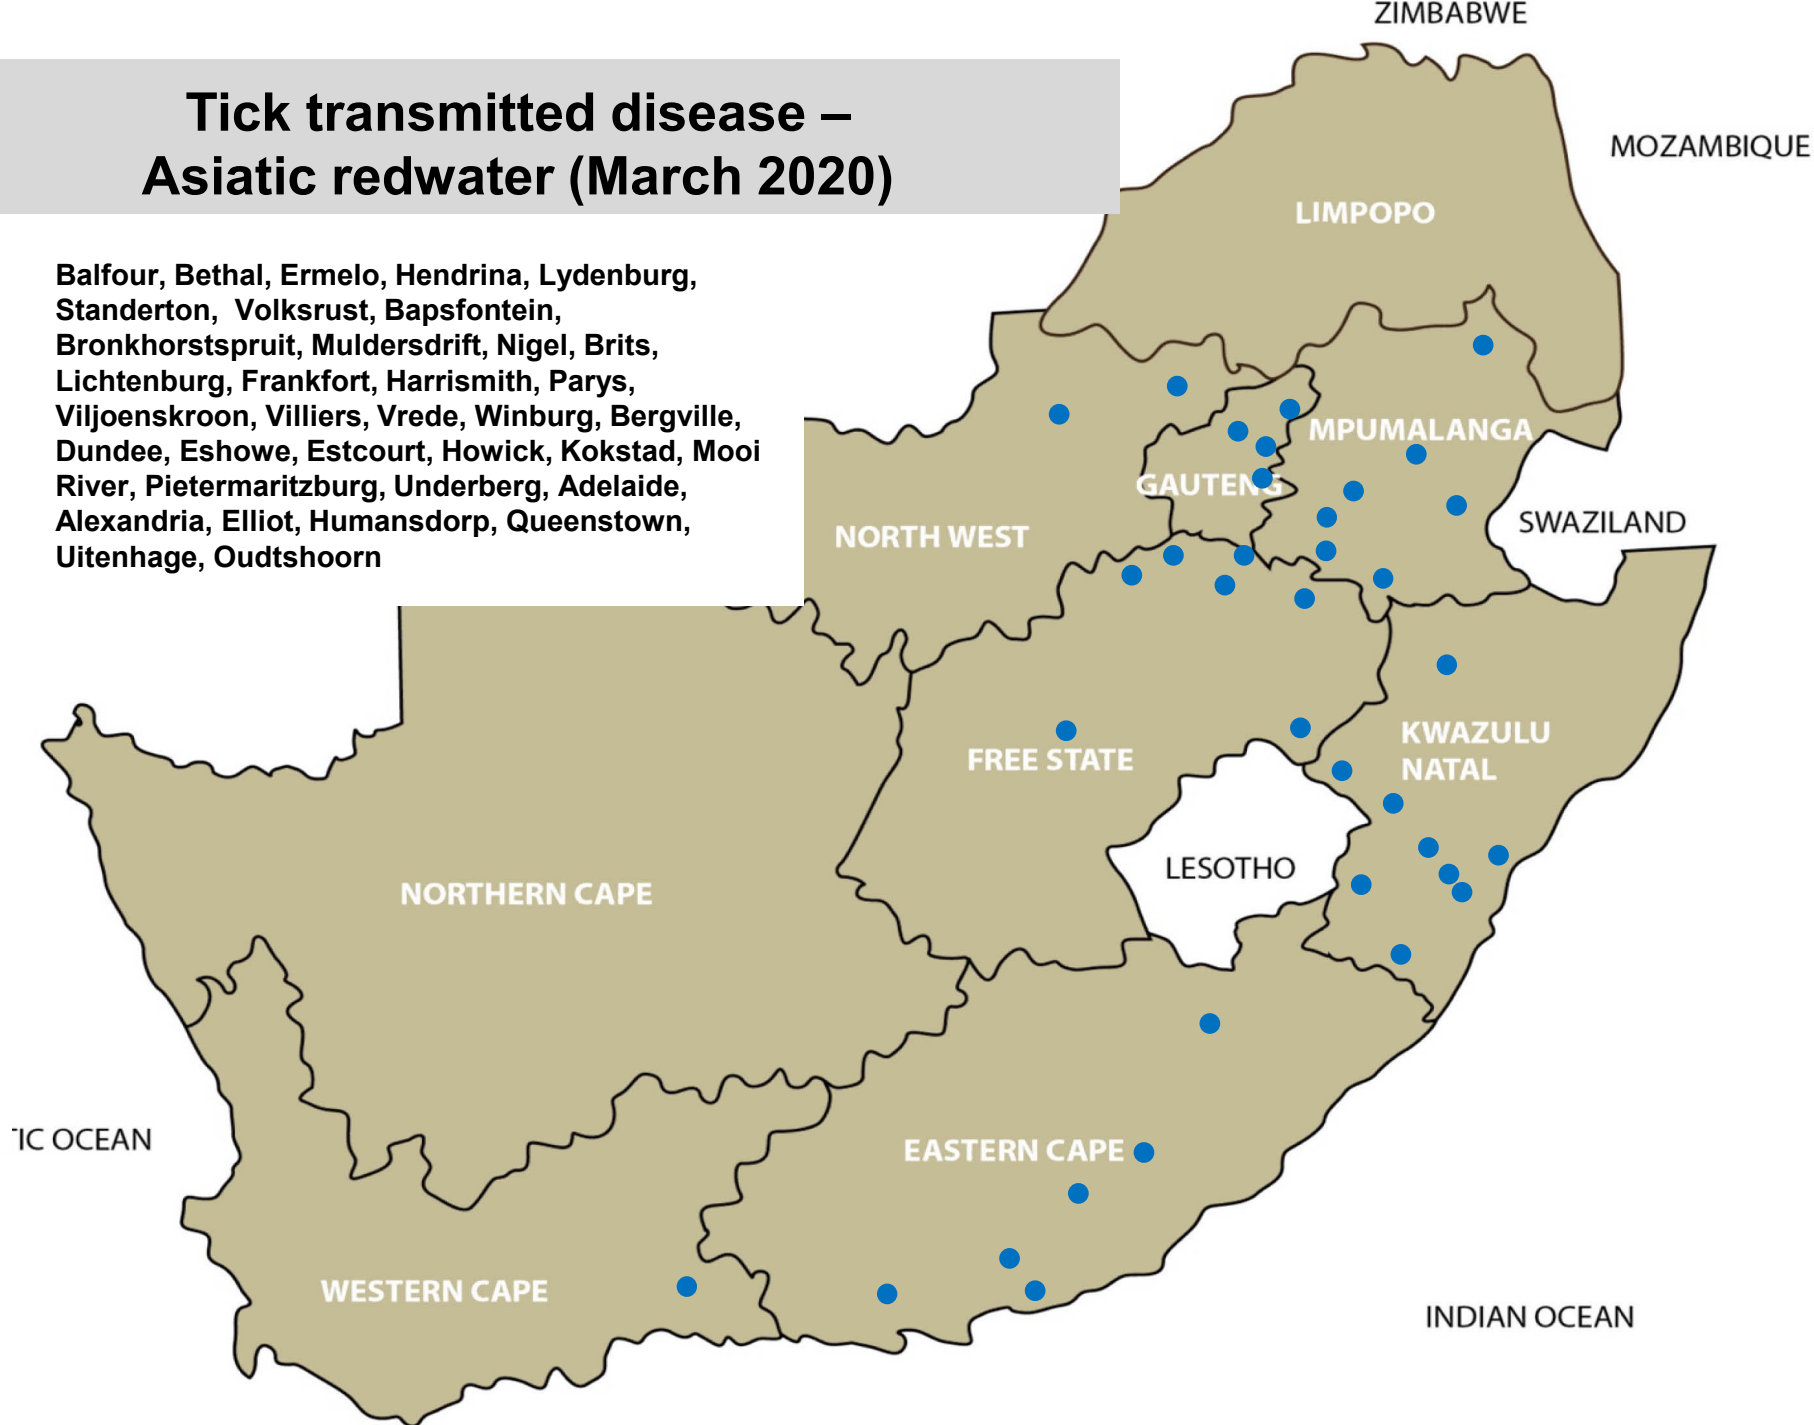 ZIMBABWE
Tick transmitted disease –
Asiatic redwater (March 2020)
MOZAMBIQUE
LIMPOPO
Balfour, Bethal, Ermelo, Hendrina, Lydenburg,
Standerton, Volksrust, Bapsfontein,
Bronkhorstspruit, Muldersdrift, Nigel, Brits,
Lichtenburg, Frankfort, Harrismith, Parys,
Viljoenskroon, Villiers, Vrede, Winburg, Bergville,
Dundee, Eshowe, Estcourt, Howick, Kokstad, Mooi
River, Pietermaritzburg, Underberg, Adelaide,
Alexandria, Elliot, Humansdorp, Queenstown,
Uitenhage, Oudtshoorn
MPUMALANGA
GAUTENG
SWAZILAND
NORTH WEST
KWAZULU
NATAL
FREE STATE
LESOTHO
NORTHERN CAPE
TIC OCEAN
EASTERN CAPE
WESTERN CAPE
INDIAN OCEAN